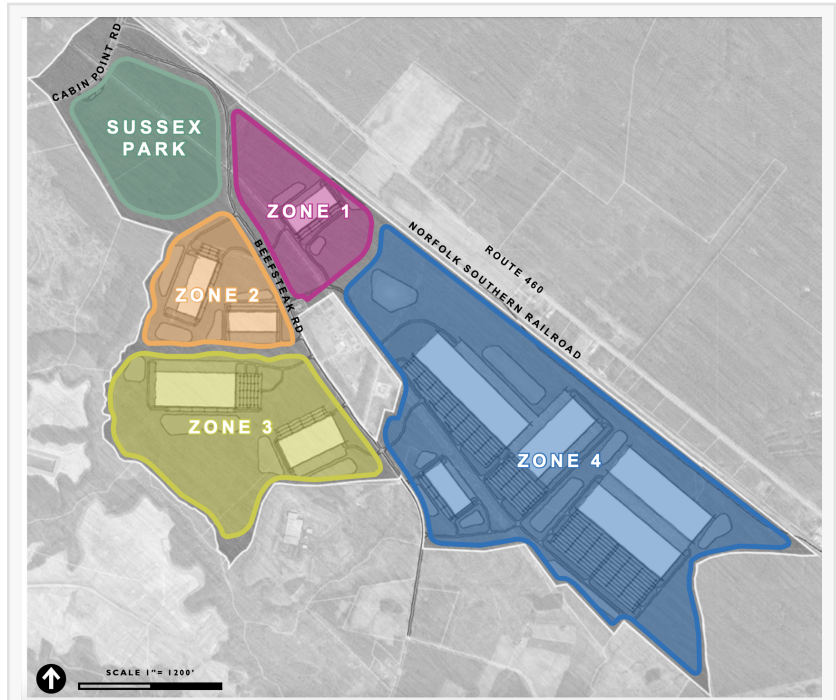 CABIN POINT RD
SUSSEX
PARK
ZONE 1
BEEFSTEAK RD
ZONE 2
NORFOLK SOUTHERN RAILROAD
ROUTE 460
ZONE 3
ZONE 4
SCALE 1"= 1200'